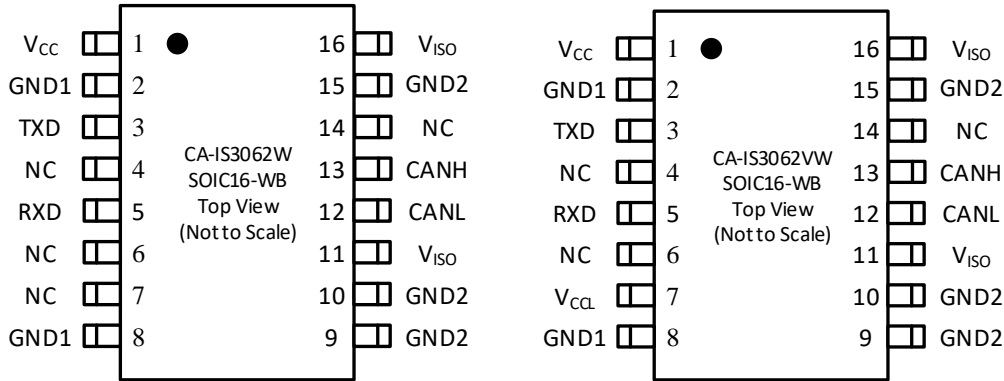 VCC 1 16 VISO
GND1 2 15 GND2
TXD 3 14 NC
NC 4 13 CANH
RXD 5 12 CANL
NC 6 11 VISO
NC 7 10 GND2
GND1 8 9 GND2
CA-IS3062W
SOIC16-WB
Top View
(Not to Scale)
VCC 1 16 VISO
GND1 2 15 GND2
TXD 3 14 NC
NC 4 13 CANH
RXD 5 12 CANL
NC 6 11 VISO
VCCL 7 10 GND2
GND1 8 9 GND2
CA-IS3062VW
SOIC16-WB
Top View
(Not to Scale)